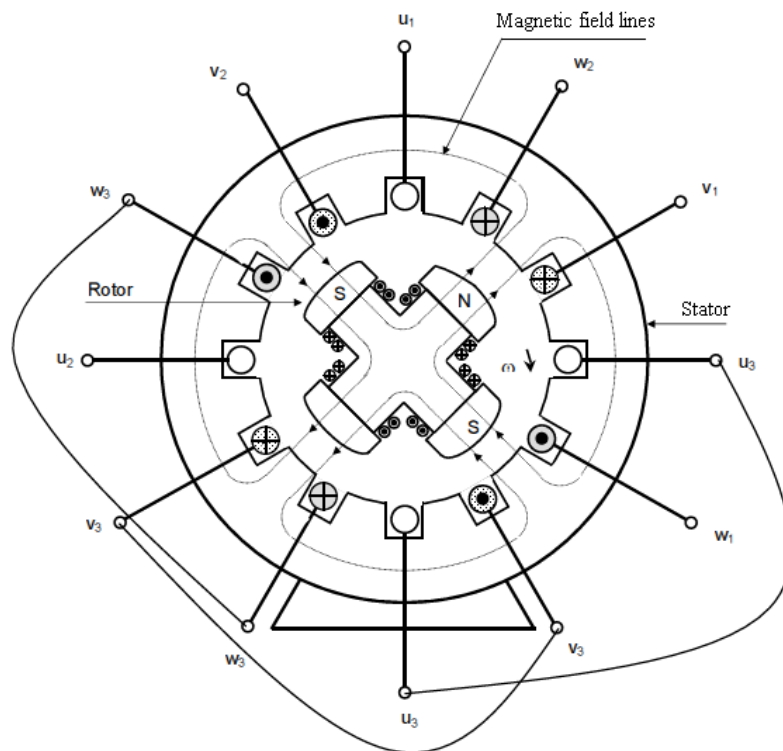 u1
Magnetic field lines
v2
w2
w3
v1
Rotor
S
N
Stator
u2
ω
u3
S
v3
w1
w3
v3
u3